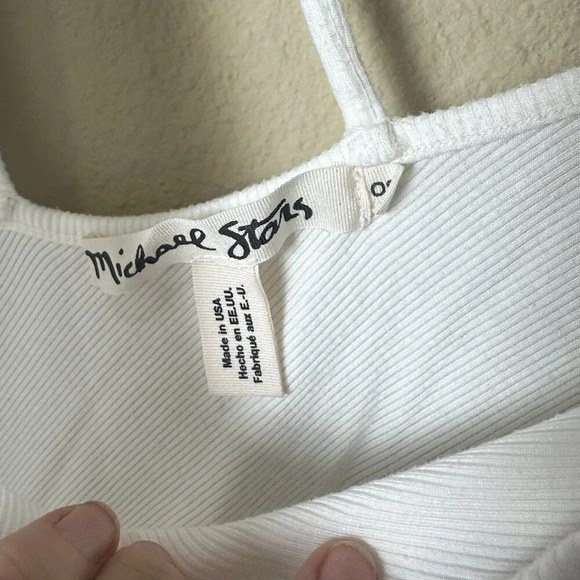 Michael Stars
Made in USA
Hecho en EE.UU.
Fabriqué aux E.-U.